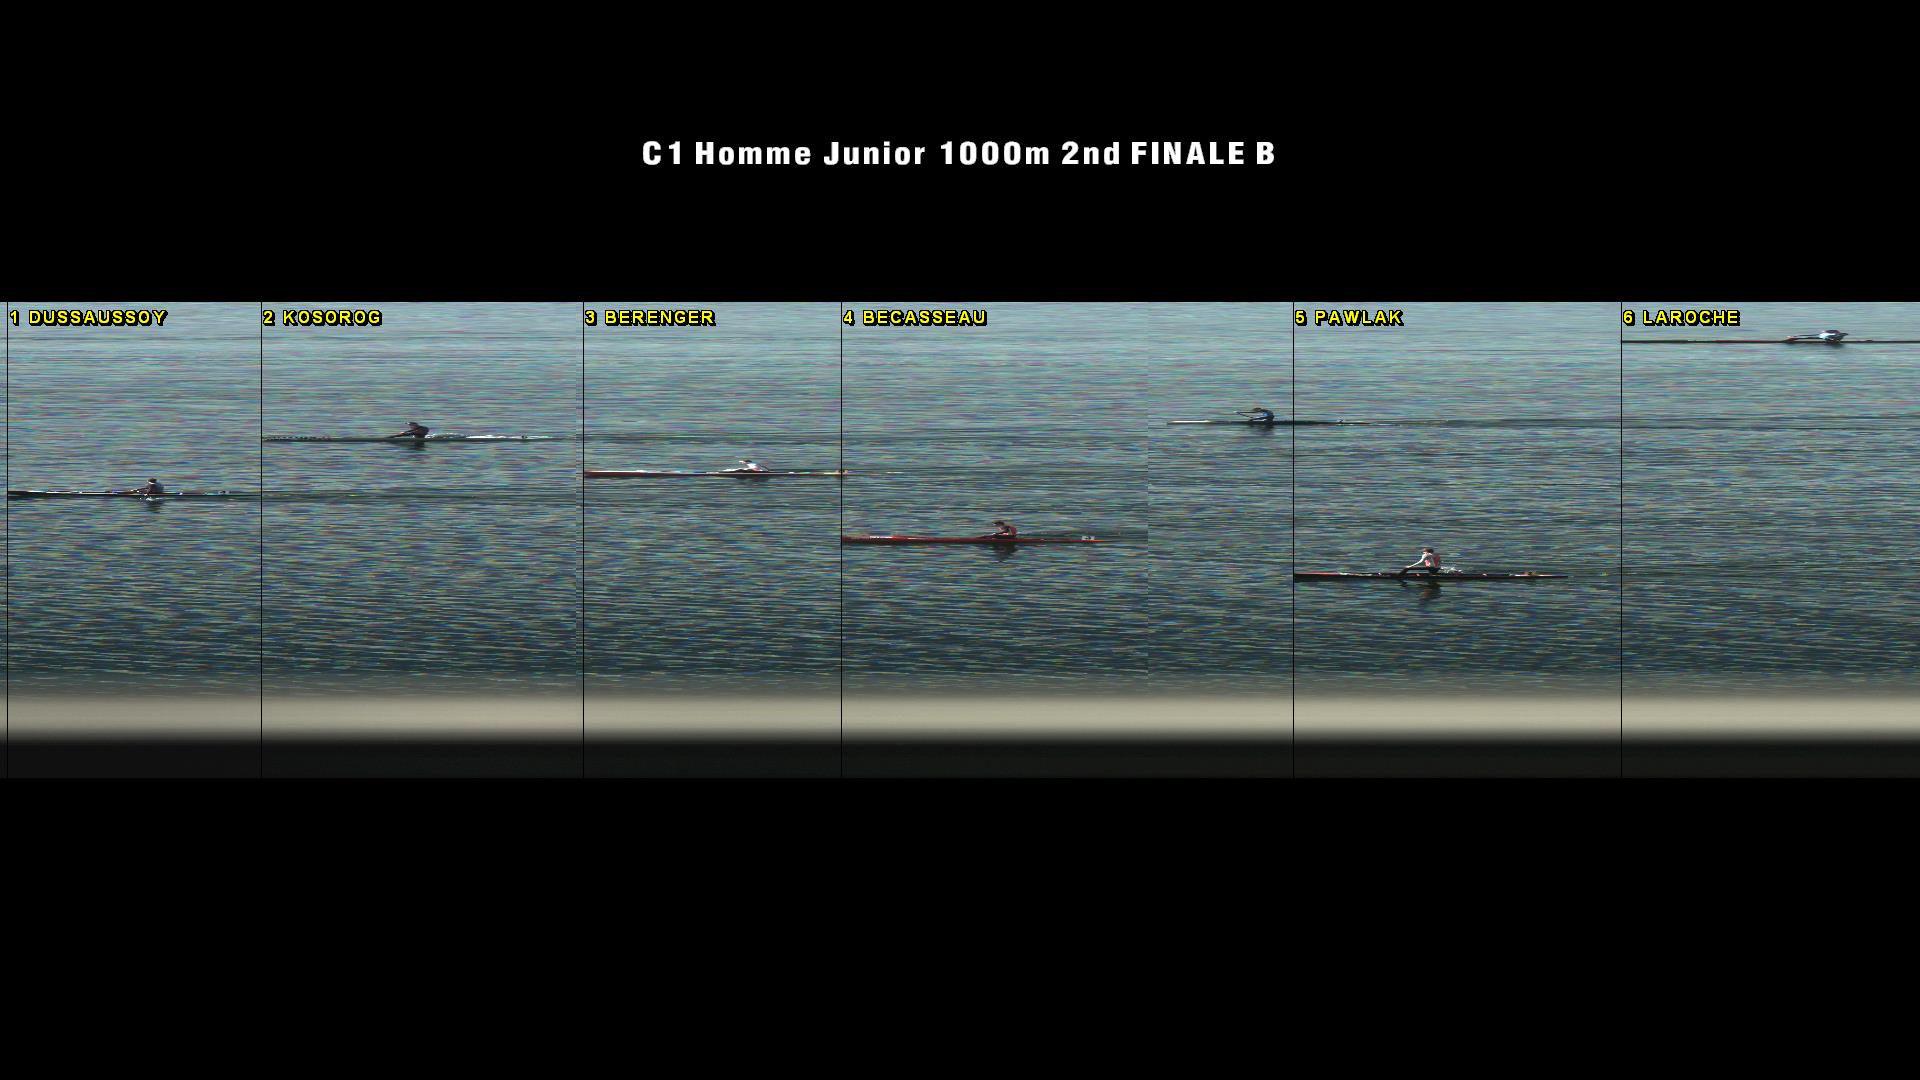 C1 Homme Junior 1000m 2nd FINALE B
1 DUSSAUSSOY
2 KOSOROG
3 BERENGER
4 BECASSEAU
5 PAWLAK
6 LAROCHE